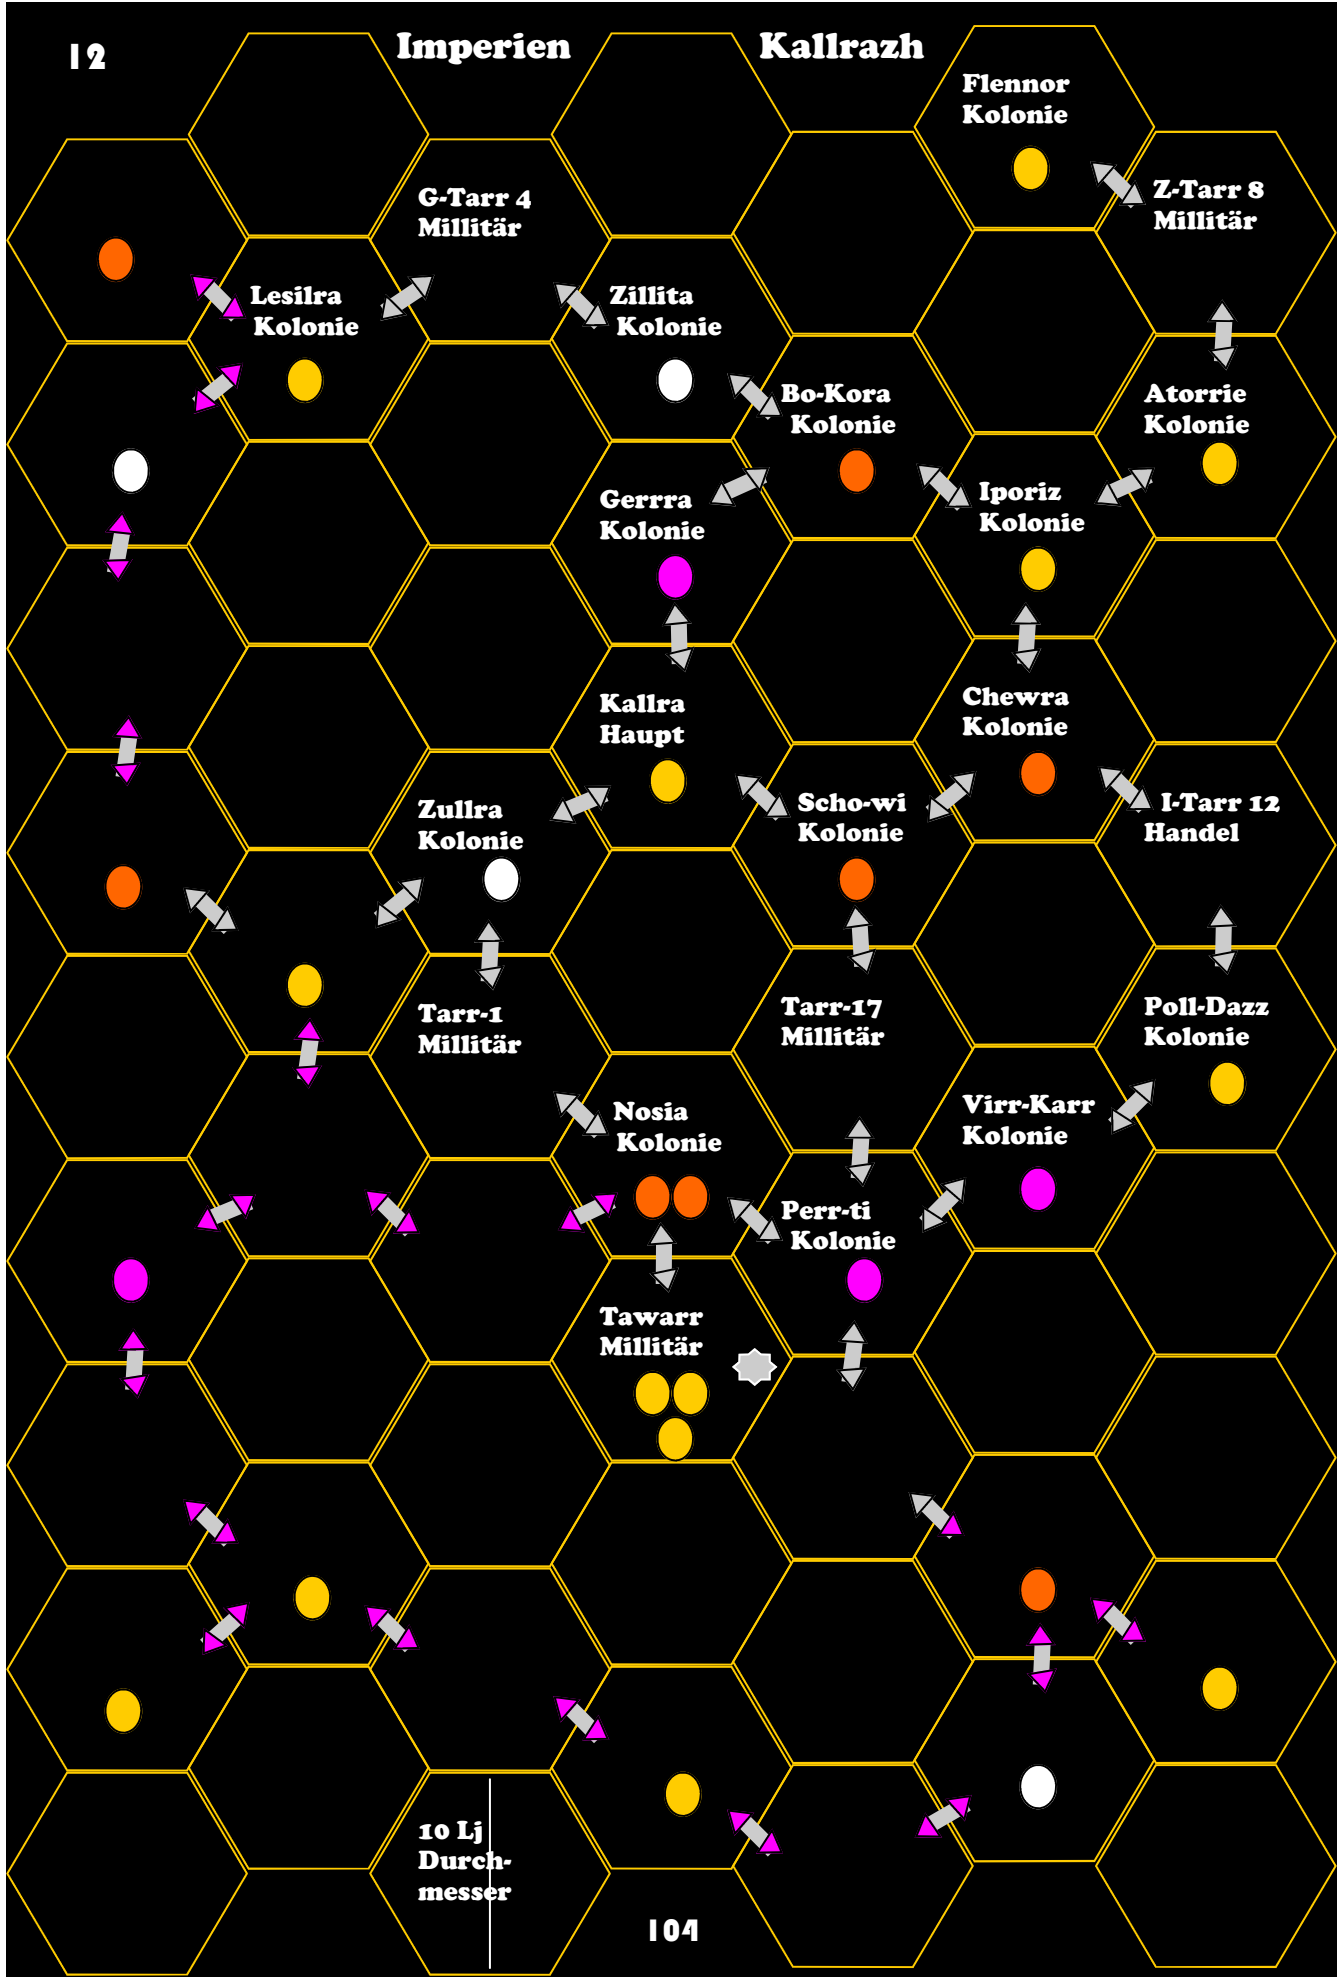 12
Imperien
Kallrazh
Flennor
Kolonie
Z-Tarr 8
Millitär
G-Tarr 4
Millitär
Lesilra
Kolonie
Zillita
Kolonie
Bo-Kora
Kolonie
Atorrie
Kolonie
Gerrra
Kolonie
Iporiz
Kolonie
Kallra
Haupt
Chewra
Kolonie
Zullra
Kolonie
Scho-wi
Kolonie
I-Tarr 12
Handel
Tarr-1
Millitär
Tarr-17
Millitär
Poll-Dazz
Kolonie
Nosia
Kolonie
Virr-Karr
Kolonie
Perr-ti
Kolonie
Tawarr
Millitär
10 Lj
Durch-
messer
104